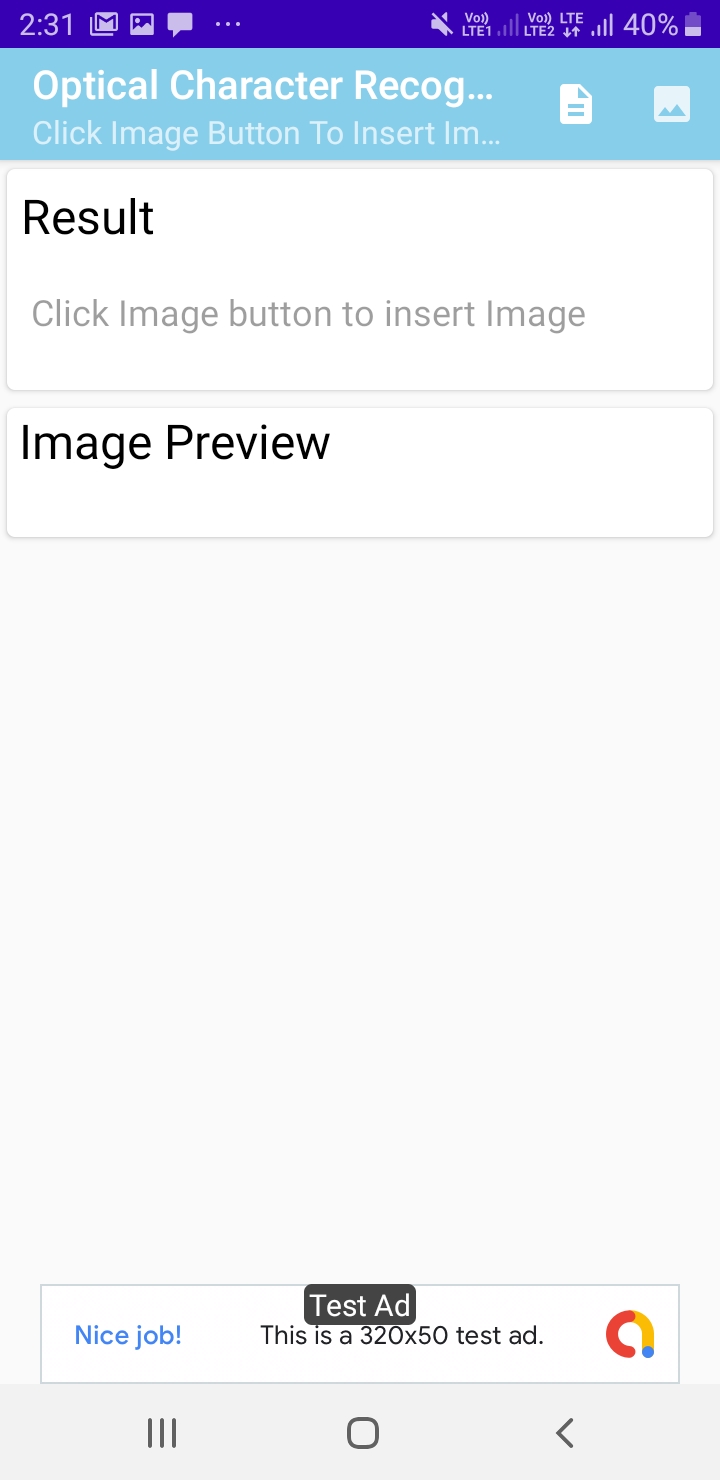 2:31 ... Vo)) LTE1 Vo)) LTE2 LTE 40%
Optical Character Recog...
Click Image Button To Insert Im...
Result
Click Image button to insert Image
Image Preview
Test Ad
Nice job! This is a 320x50 test ad.